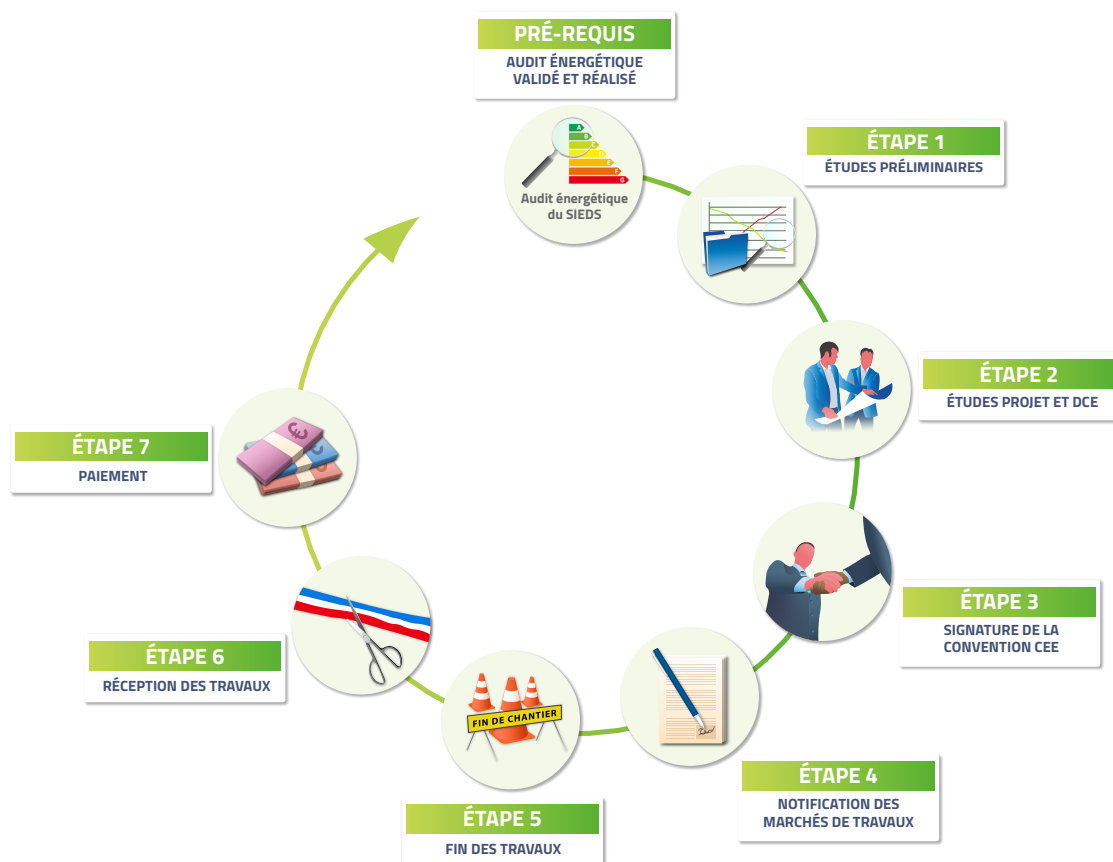 PRÉ-REQUIS
AUDIT ÉNERGÉTIQUE
VALIDÉ ET RÉALISÉ
A
B
C
D
E
F
G
Audit énergétique
du SIEDS
ÉTAPE 1
ÉTUDES PRÉLIMINAIRES
ÉTAPE 2
ÉTUDES PROJET ET DCE
ÉTAPE 3
SIGNATURE DE LA
CONVENTION CEE
ÉTAPE 4
NOTIFICATION DES
MARCHÉS DE TRAVAUX
FIN DE CHANTIER
ÉTAPE 5
FIN DES TRAVAUX
ÉTAPE 6
RÉCEPTION DES TRAVAUX
ÉTAPE 7
PAIEMENT